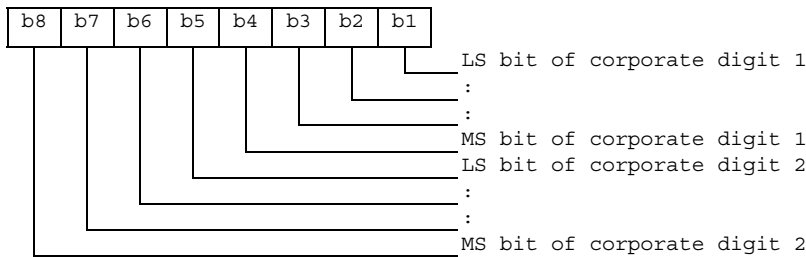 b8 b7 b6 b5 b4 b3 b2 b1
LS bit of corporate digit 1
:
:
MS bit of corporate digit 1
LS bit of corporate digit 2
:
:
MS bit of corporate digit 2